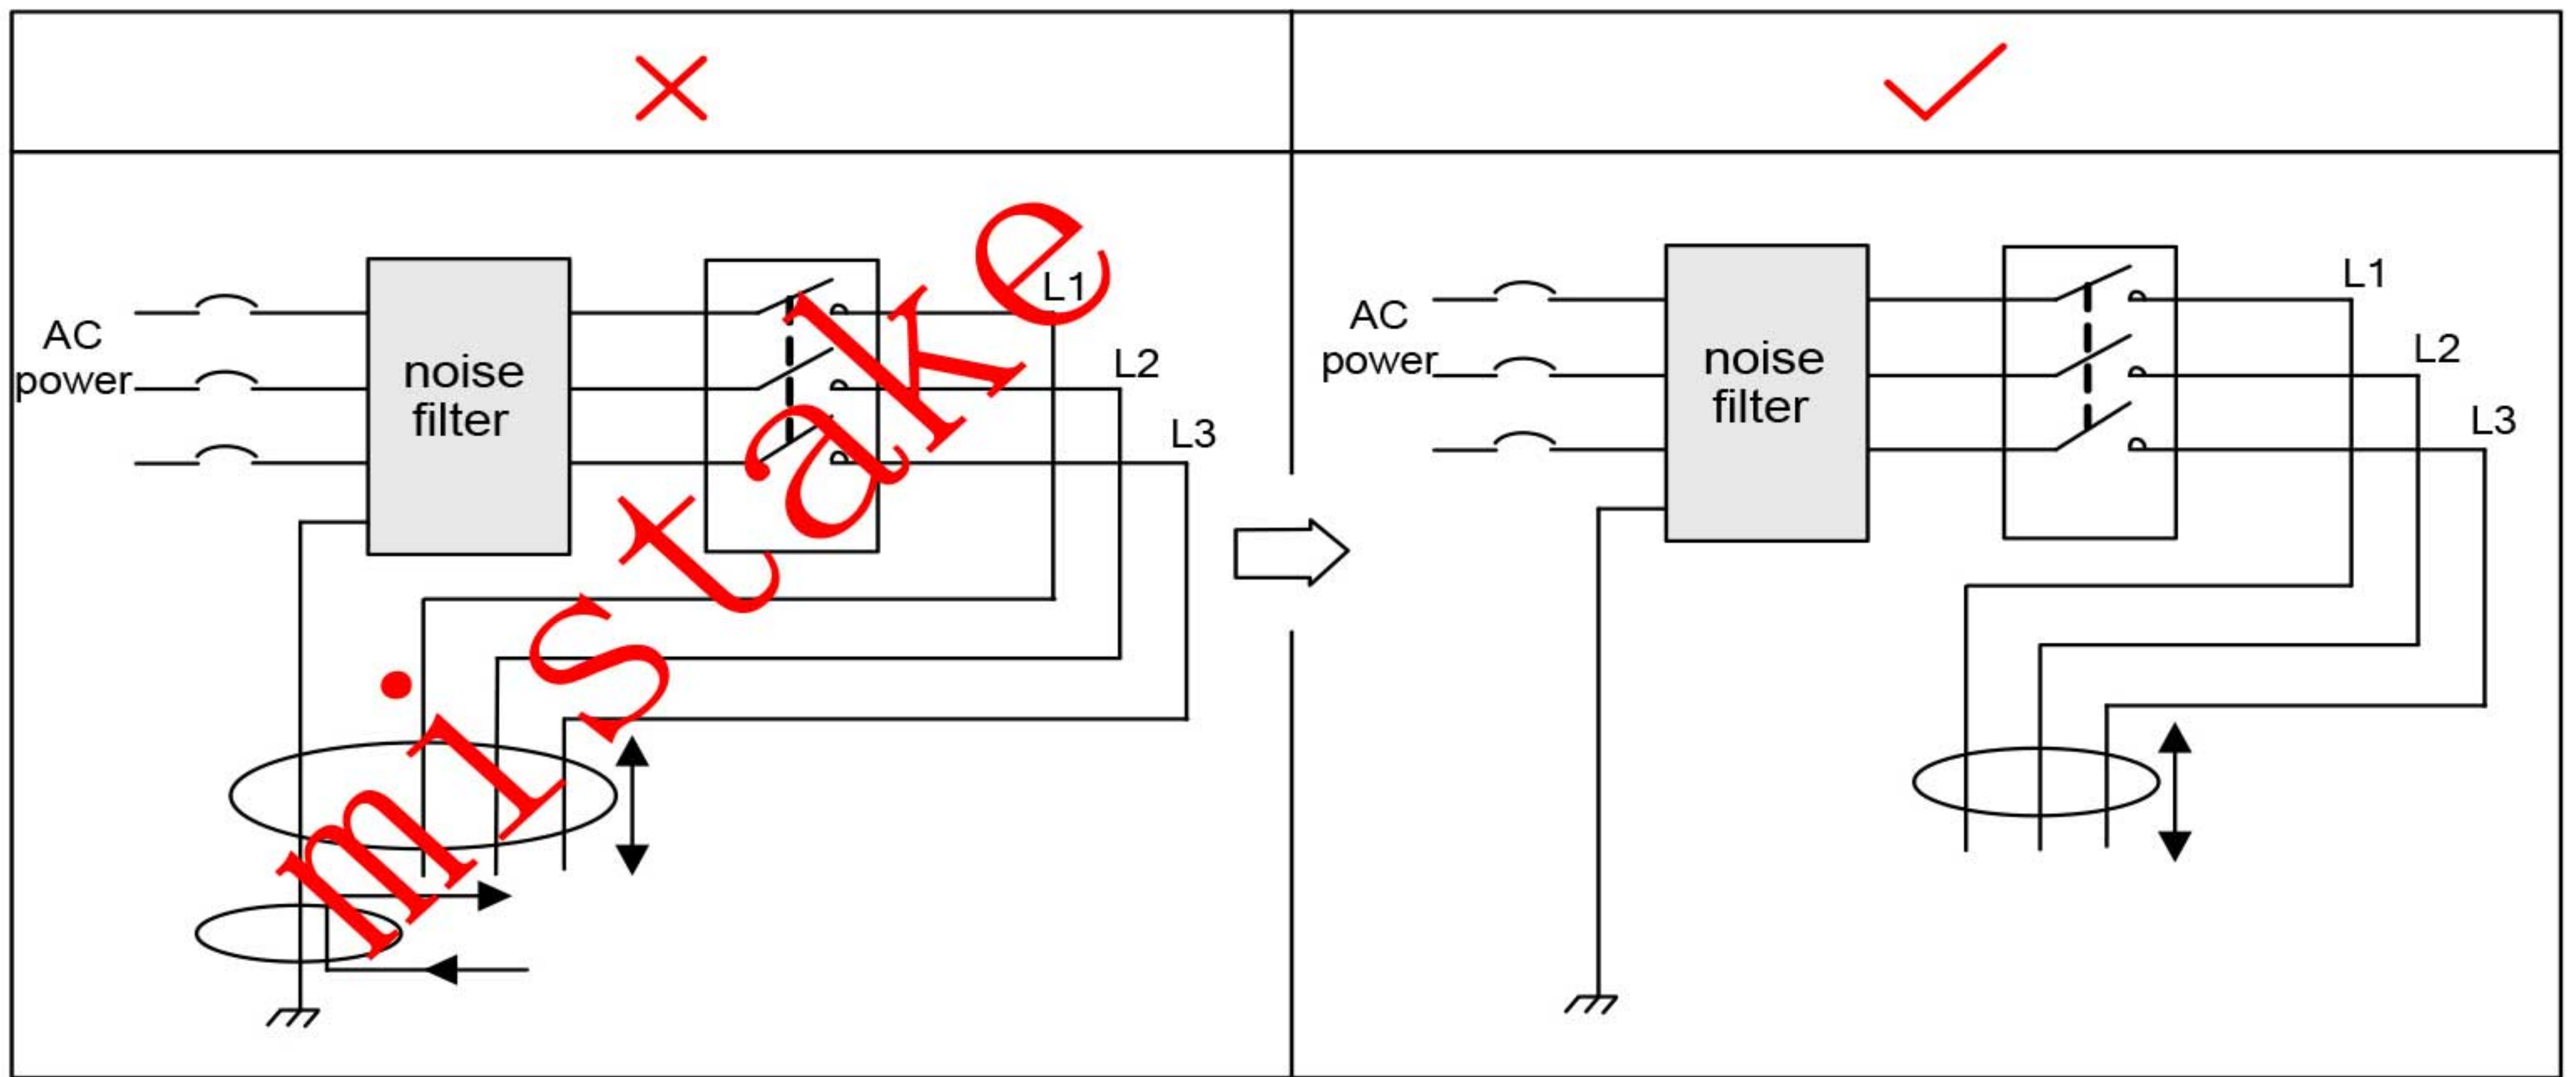 AC
power
noise
filter
L1
L2
L3
mistake
AC
power
noise
filter
L1
L2
L3